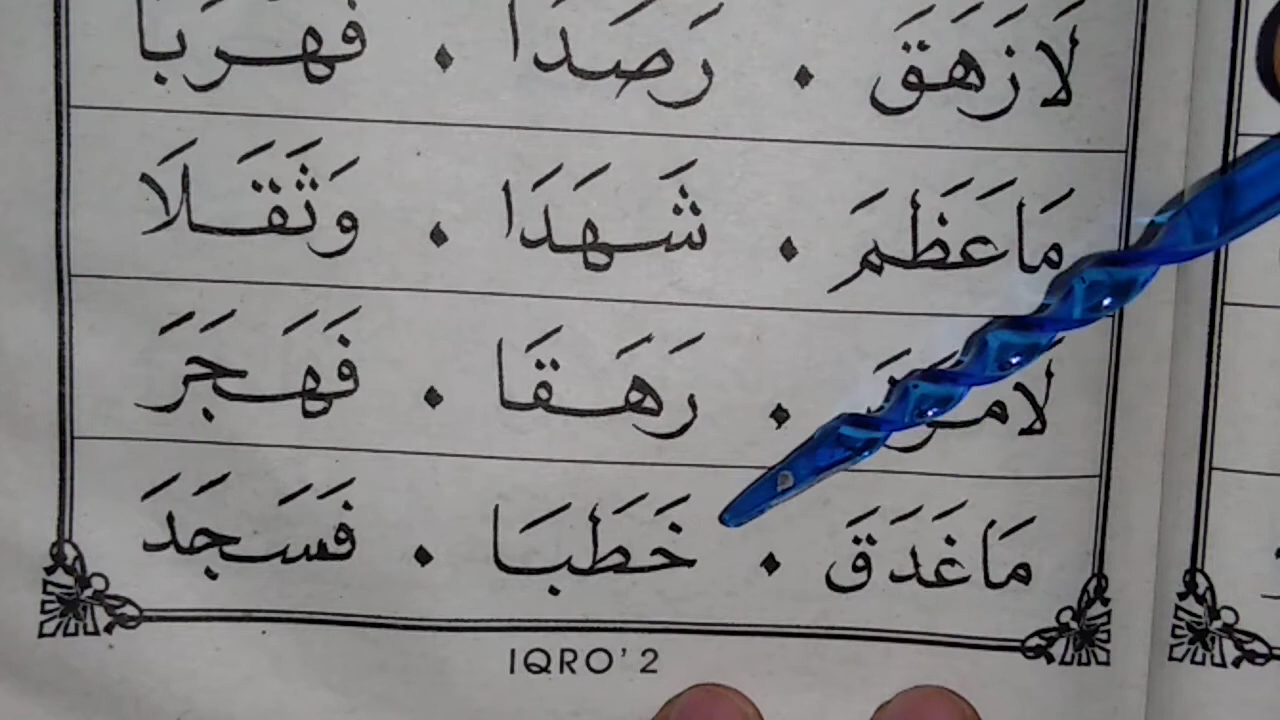 لَازَهَقَ • رَصَدَا • فَهَرَبَا
مَاعَظَمَ • شَهَدَا • وَثَقَلَا
رَهَقَا • فَهَجَرَ
مَاغَدَقَ • خَطَبَا • فَسَجَدَ
IQRO' 2